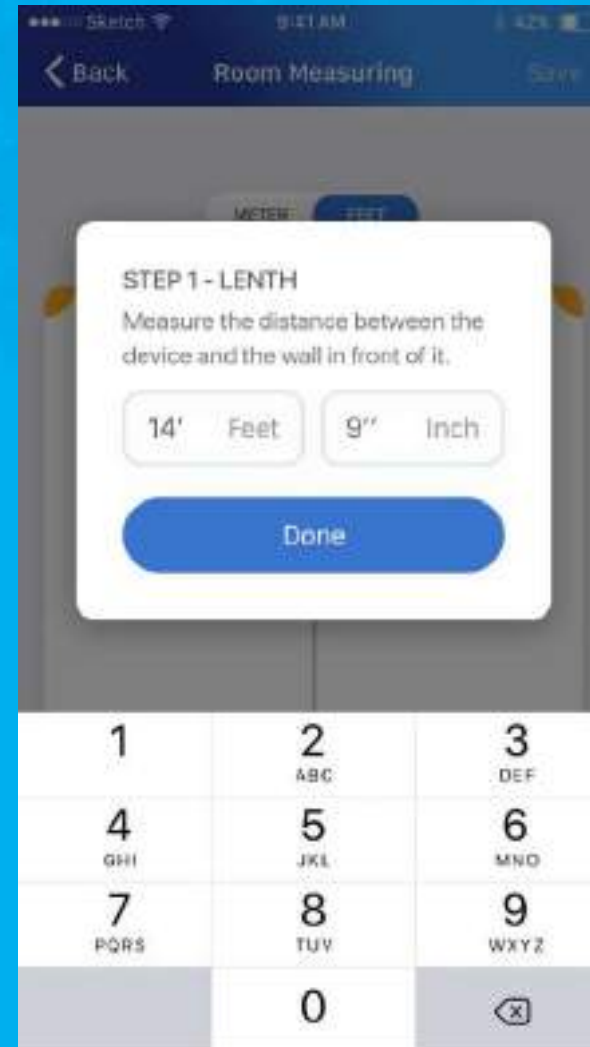 Sketch 9:41 AM 42%
Back Room Measuring Save
METER FEET
STEP 1 - LENTH
Measure the distance between the
device and the wall in front of it.
14' Feet 9'' Inch
Done
1 2 3
ABC DEF
4 5 6
GHI JKL MNO
7 8 9
PQRS TUV WXYZ
0